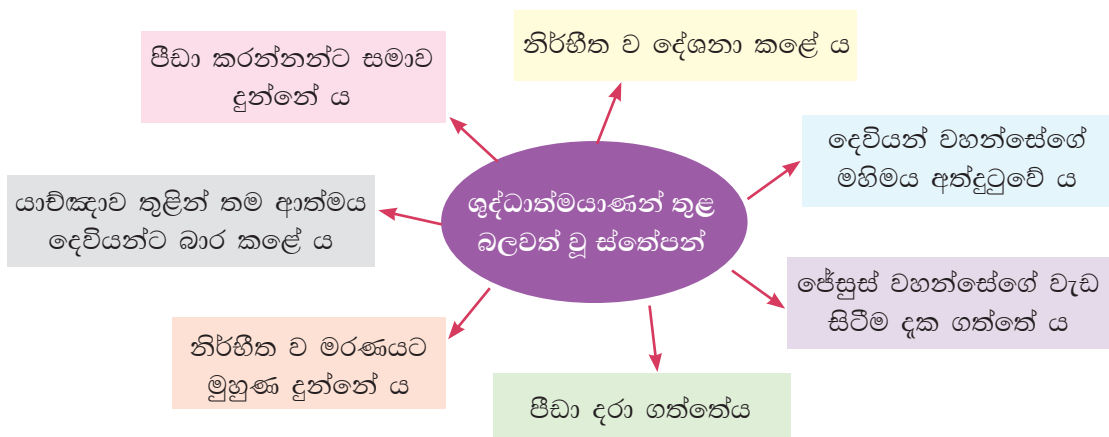 පීඩා කරන්නන්ට සමාව
දුන්නේ ය
නිර්භීත ව දේශනා කළේ ය
දෙවියන් වහන්සේගේ
මහිමය අත්දුටුවේ ය
යාච්ඤාව තුළින් තම ආත්මය
දෙවියන්ට බාර කළේ ය
ශුද්ධාත්මයාණන් තුළ
බලවත් වූ ස්තේපන්
ජේසුස් වහන්සේගේ වැඩ
සිටීම දැක ගත්තේ ය
නිර්භීත ව මරණයට
මුහුණ දුන්නේ ය
පීඩා දරා ගත්තේය